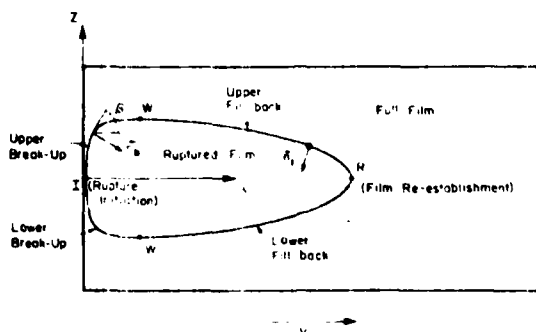 Z
β
W
Upper
Fill back
Full Film
Upper
Break-Up
Ruptured Film
I
(Rupture
Initiation)
R
(Film Re-establishment)
Lower
Break-Up
W
Lower
Fill back